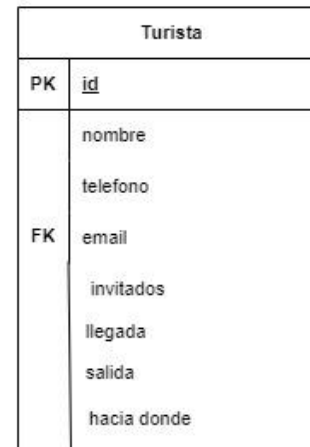 Turista
PK id
nombre
telefono
FK email
invitados
llegada
salida
hacia donde